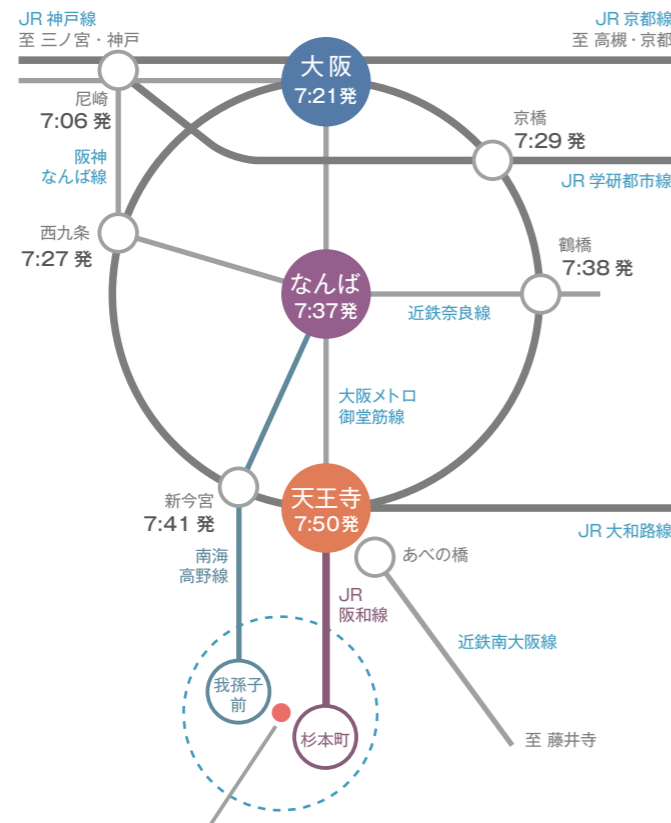 JR 神戸線
至 三ノ宮・神戸
JR 京都線
至 高槻・京都
大阪
7:21発
尼崎
7:06 発
京橋
7:29 発
阪神
なんば線
JR 学研都市線
西九条
7:27 発
鶴橋
7:38 発
なんば
7:37発
近鉄奈良線
大阪メトロ
御堂筋線
新今宮
7:41 発
天王寺
7:50発
JR 大和路線
南海
高野線
あべの橋
JR
阪和線
近鉄南大阪線
我孫子
前
杉本町
至 藤井寺